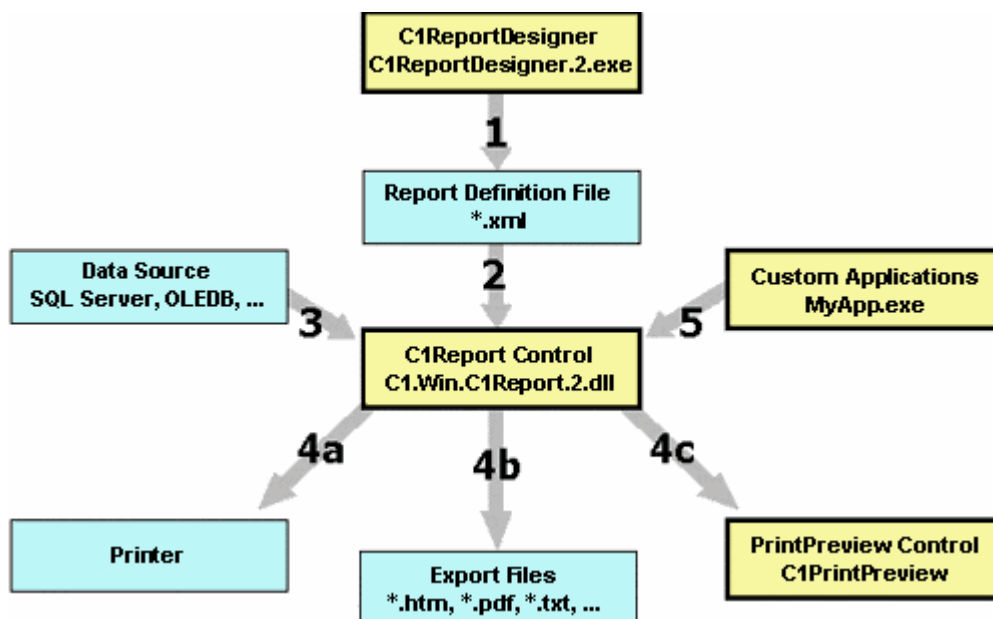 C1ReportDesigner
C1ReportDesigner.2.exe
1
Report Definition File
*.xml
Data Source
SQL Server, OLEDB, ...
2
Custom Applications
MyApp.exe
3
5
C1Report Control
C1.Win.C1Report.2.dll
4a
4b
4c
Printer
Export Files
*.htm, *.pdf, *.txt, ...
PrintPreview Control
C1PrintPreview